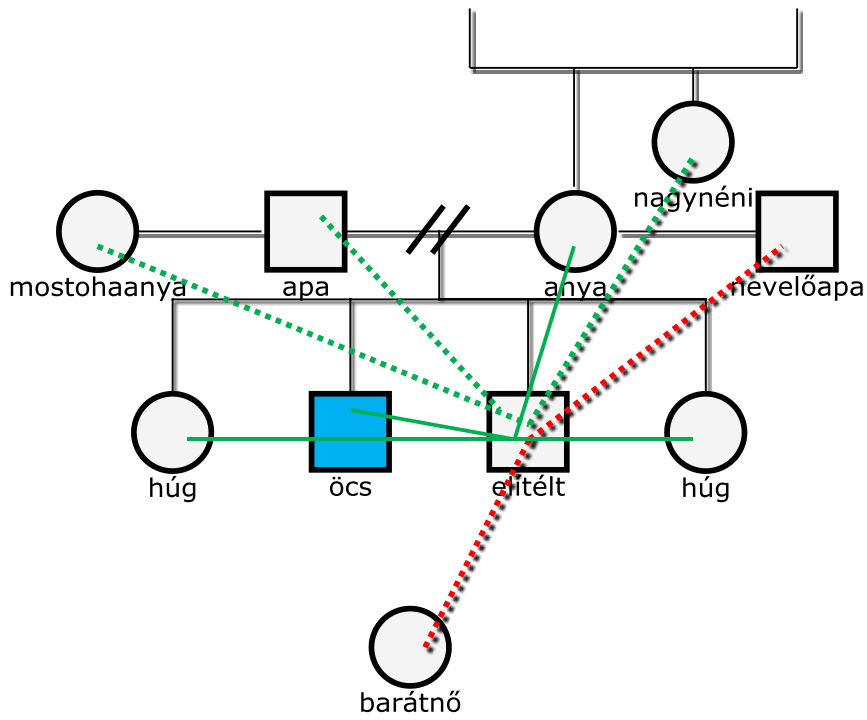 nagynéni
mostohaanya
apa
anya
nevelőapa
húg
öcs
elítélt
húg
barátnő